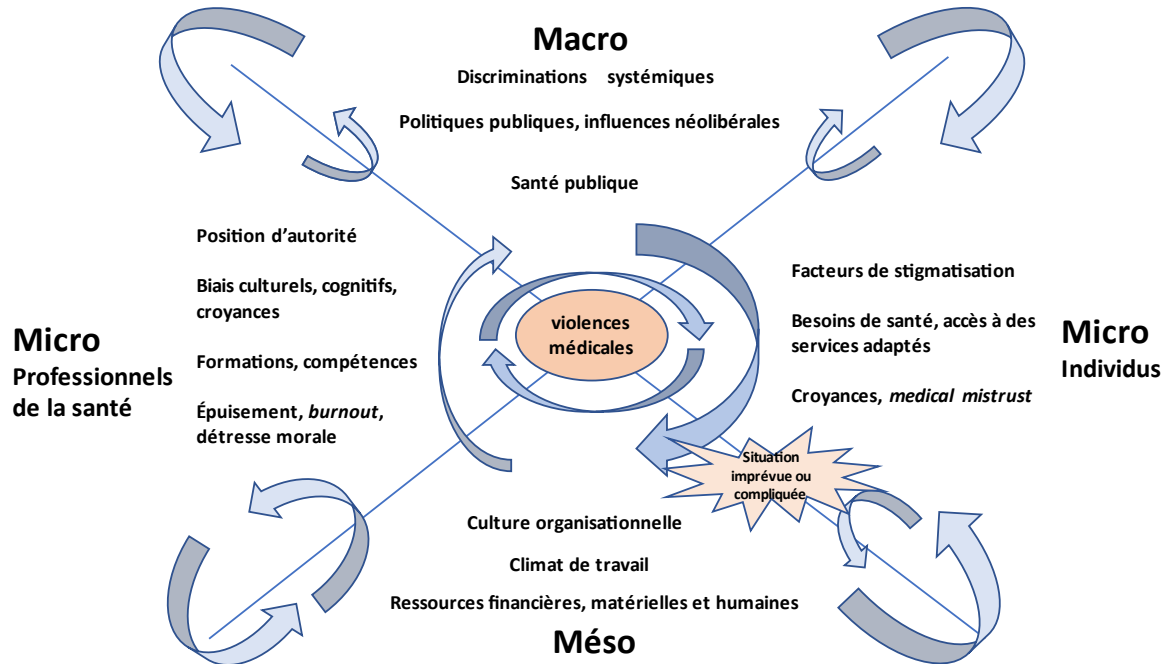 Macro
Discriminations systémiques
Politiques publiques, influences néolibérales
Santé publique
Position d'autorité
Biais culturels, cognitifs,
croyances
Formations, compétences
Épuisement, burnout,
détresse morale
Micro
Professionnels
de la santé
violences
médicales
Facteurs de stigmatisation
Besoins de santé, accès à des
services adaptés
Croyances, medical mistrust
Micro
Individus
Situation
imprévue ou
compliquée
Culture organisationnelle
Climat de travail
Ressources financières, matérielles et humaines
Méso